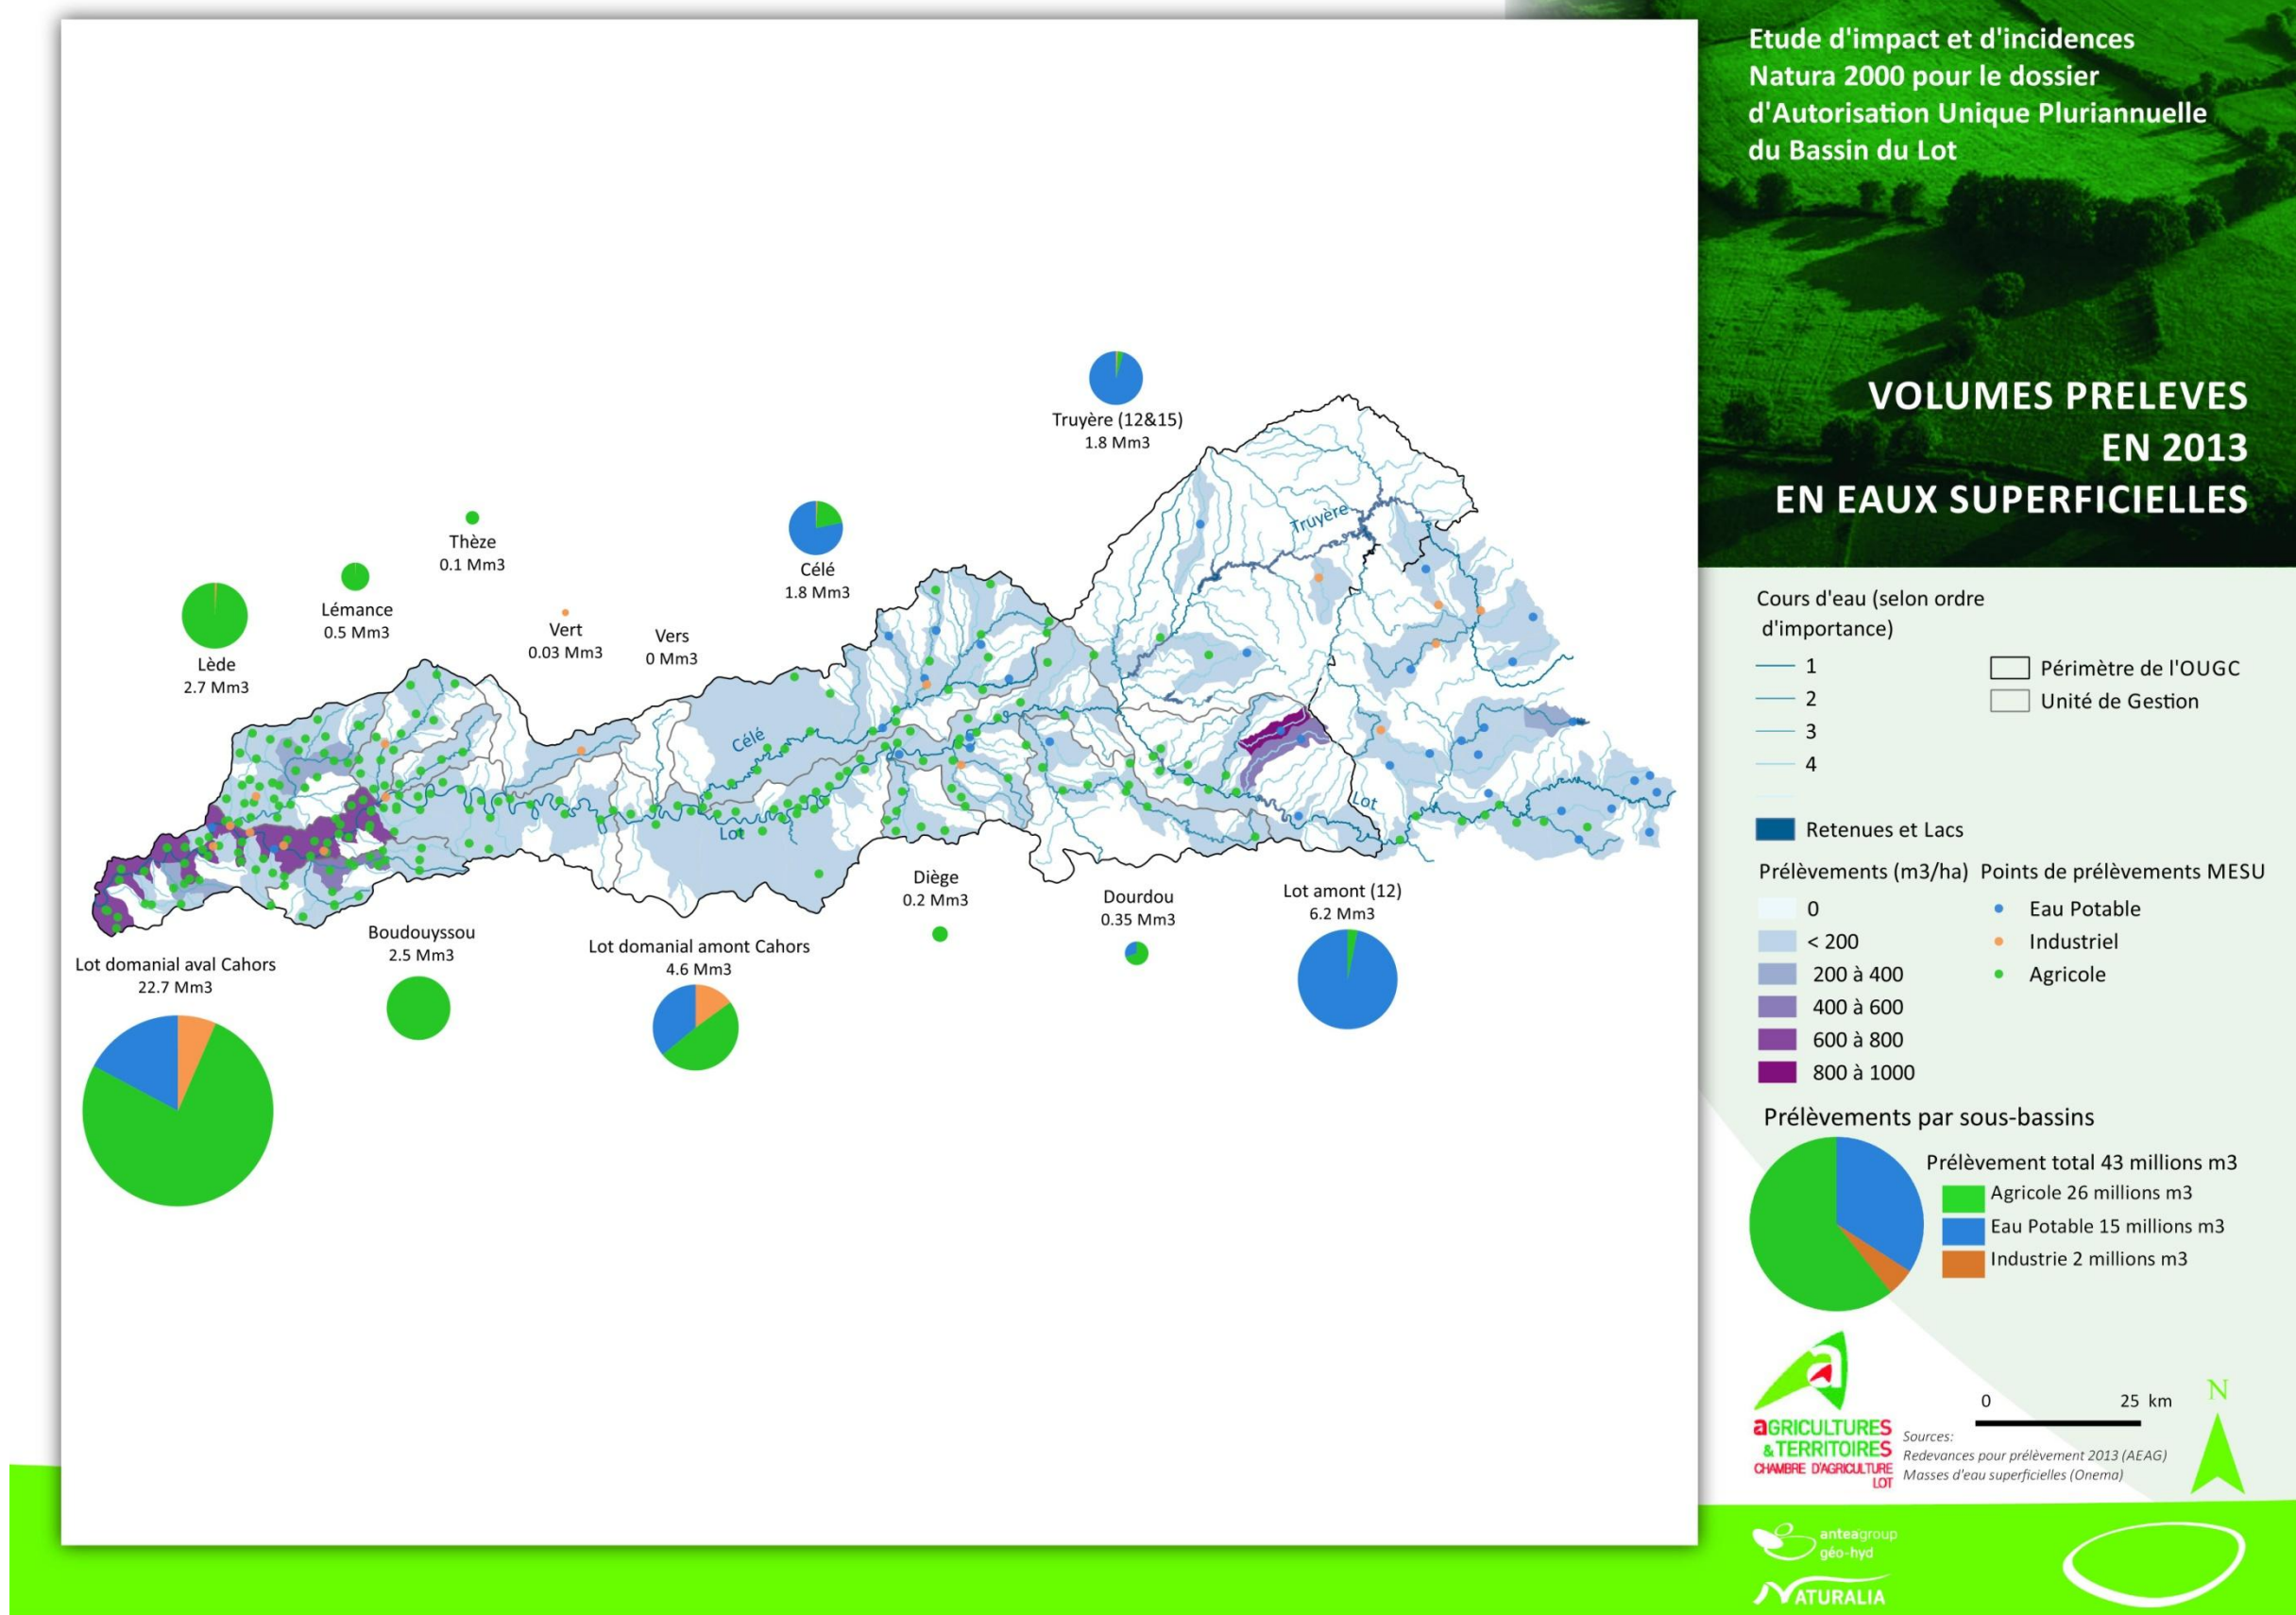 Etude d'impact et d'incidences
Natura 2000 pour le dossier
d'Autorisation Unique Pluriannuelle
du Bassin du Lot
VOLUMES PRELEVES
EN 2013
EN EAUX SUPERFICIELLES
Truyère (12&15)
1.8 Mm3
Thèze
0.1 Mm3
Célé
1.8 Mm3
Lémance
0.5 Mm3
Vert
0.03 Mm3
Vers
0 Mm3
Lède
2.7 Mm3
Truyère
Célé
Lot
Lot
Diège
0.2 Mm3
Dourdou
0.35 Mm3
Lot amont (12)
6.2 Mm3
Boudouyssou
2.5 Mm3
Lot domanial amont Cahors
4.6 Mm3
Lot domanial aval Cahors
22.7 Mm3
Cours d'eau (selon ordre
d'importance)
1
2
3
4
Périmètre de l'OUGC
Unité de Gestion
Retenues et Lacs
Prélèvements (m3/ha)
0
< 200
200 à 400
400 à 600
600 à 800
800 à 1000
Points de prélèvements MESU
Eau Potable
Industriel
Agricole
Prélèvements par sous-bassins
Prélèvement total 43 millions m3
Agricole 26 millions m3
Eau Potable 15 millions m3
Industrie 2 millions m3
aGRICULTURES
& TERRITOIRES
CHAMBRE D'AGRICULTURE
LOT
0 25 km
N
Sources:
Redevances pour prélèvement 2013 (AEAG)
Masses d'eau superficielles (Onema)
anteagroup
géo-hyd
NATURALIA